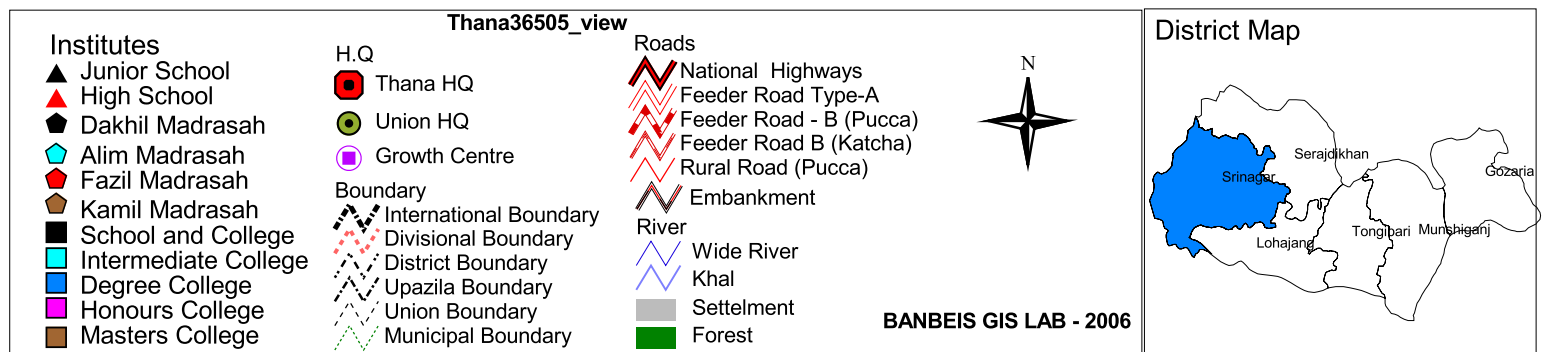 Thana36505_view
Institutes
Junior School
High School
Dakhil Madrasah
Alim Madrasah
Fazil Madrasah
Kamil Madrasah
School and College
Intermediate College
Degree College
Honours College
Masters College
H.Q
Thana HQ
Union HQ
Growth Centre
Boundary
International Boundary
Divisional Boundary
District Boundary
Upazila Boundary
Union Boundary
Municipal Boundary
Roads
National Highways
Feeder Road Type-A
Feeder Road - B (Pucca)
Feeder Road B (Katcha)
Rural Road (Pucca)
Embankment
River
Wide River
Khal
Settelment
Forest
N
BANBEIS GIS LAB - 2006
District Map
Serajdikhan
Srinagar
Gozaria
Lohajang
Tongibari
Munshiganj